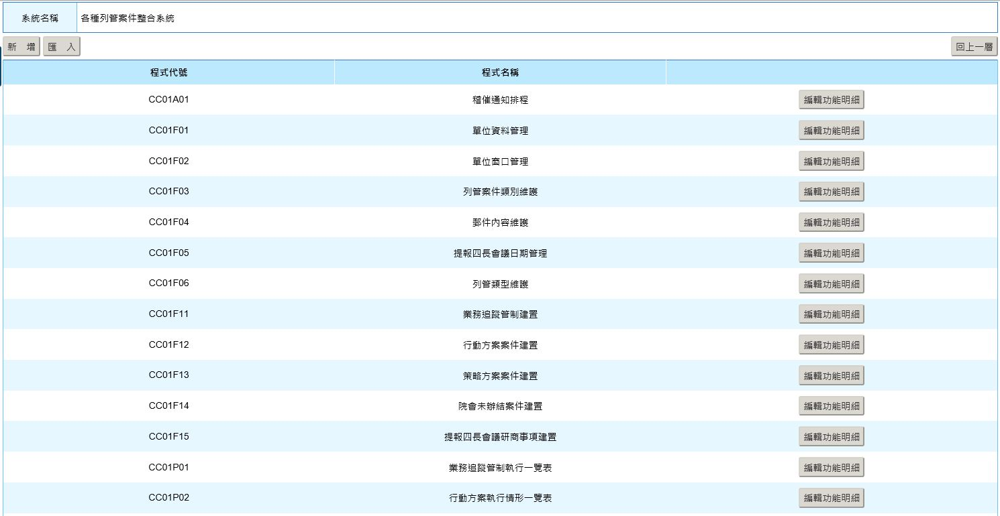 系統名稱 各種列管案件整合系統
新 增 匯 入 回上一層
程式代號 程式名稱
CC01A01 稽催通知排程 編輯功能明細
CC01F01 單位資料管理 編輯功能明細
CC01F02 單位窗口管理 編輯功能明細
CC01F03 列管案件類別維護 編輯功能明細
CC01F04 郵件內容維護 編輯功能明細
CC01F05 提報四長會議日期管理 編輯功能明細
CC01F06 列管類型維護 編輯功能明細
CC01F11 業務追蹤管制建置 編輯功能明細
CC01F12 行動方案案件建置 編輯功能明細
CC01F13 策略方案案件建置 編輯功能明細
CC01F14 院會未辦結案件建置 編輯功能明細
CC01F15 提報四長會議研商事項建置 編輯功能明細
CC01P01 業務追蹤管制執行一覽表 編輯功能明細
CC01P02 行動方案執行情形一覽表 編輯功能明細